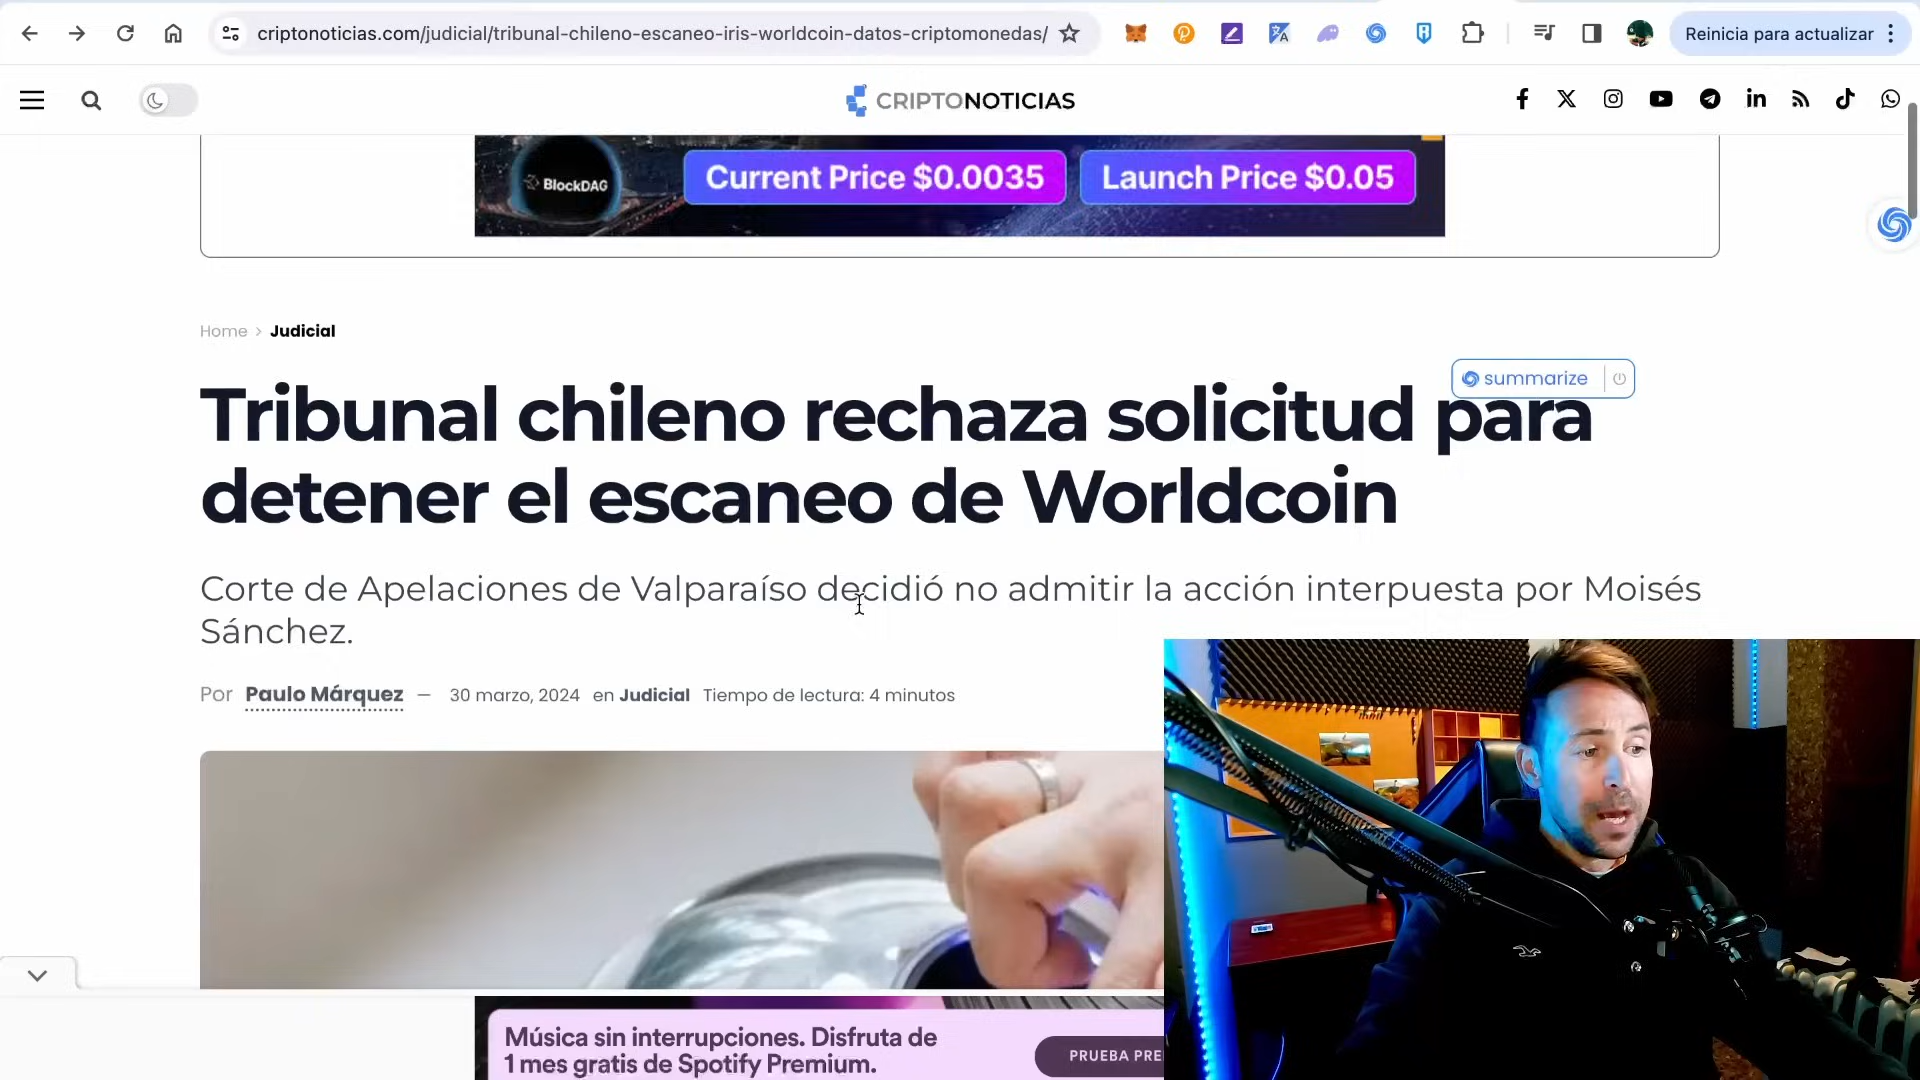 criptonoticias.com/judicial/tribunal-chileno-escaneo-iris-worldcoin-datos-criptomonedas/
Reinicia para actualizar
CRIPTONOTICIAS
BlockDAG
Current Price $0.0035
Launch Price $0.05
Home > Judicial
summarize
Tribunal chileno rechaza solicitud para
detener el escaneo de Worldcoin
Corte de Apelaciones de Valparaíso decidió no admitir la acción interpuesta por Moisés
Sánchez.
Por Paulo Márquez — 30 marzo, 2024 en Judicial Tiempo de lectura: 4 minutos
Música sin interrupciones. Disfruta de
1 mes gratis de Spotify Premium.
PRUEBA PRE